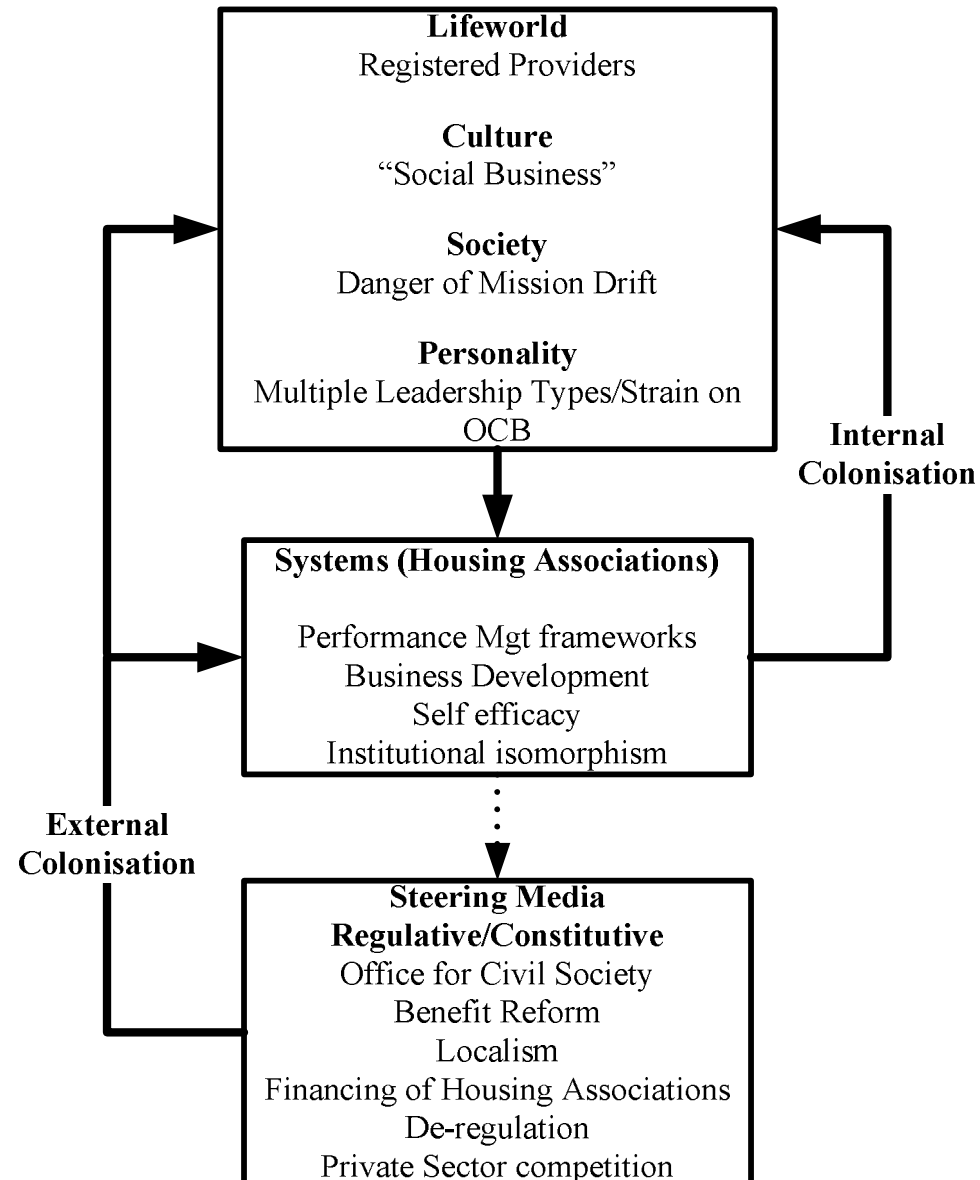 Lifeworld
Registered Providers
Culture
“Social Business”
Society
Danger of Mission Drift
Personality
Multiple Leadership Types/Strain on
OCB
Internal
Colonisation
Systems (Housing Associations)
Performance Mgt frameworks
Business Development
Self efficacy
Institutional isomorphism
External
Colonisation
Steering Media
Regulative/Constitutive
Office for Civil Society
Benefit Reform
Localism
Financing of Housing Associations
De-regulation
Private Sector competition